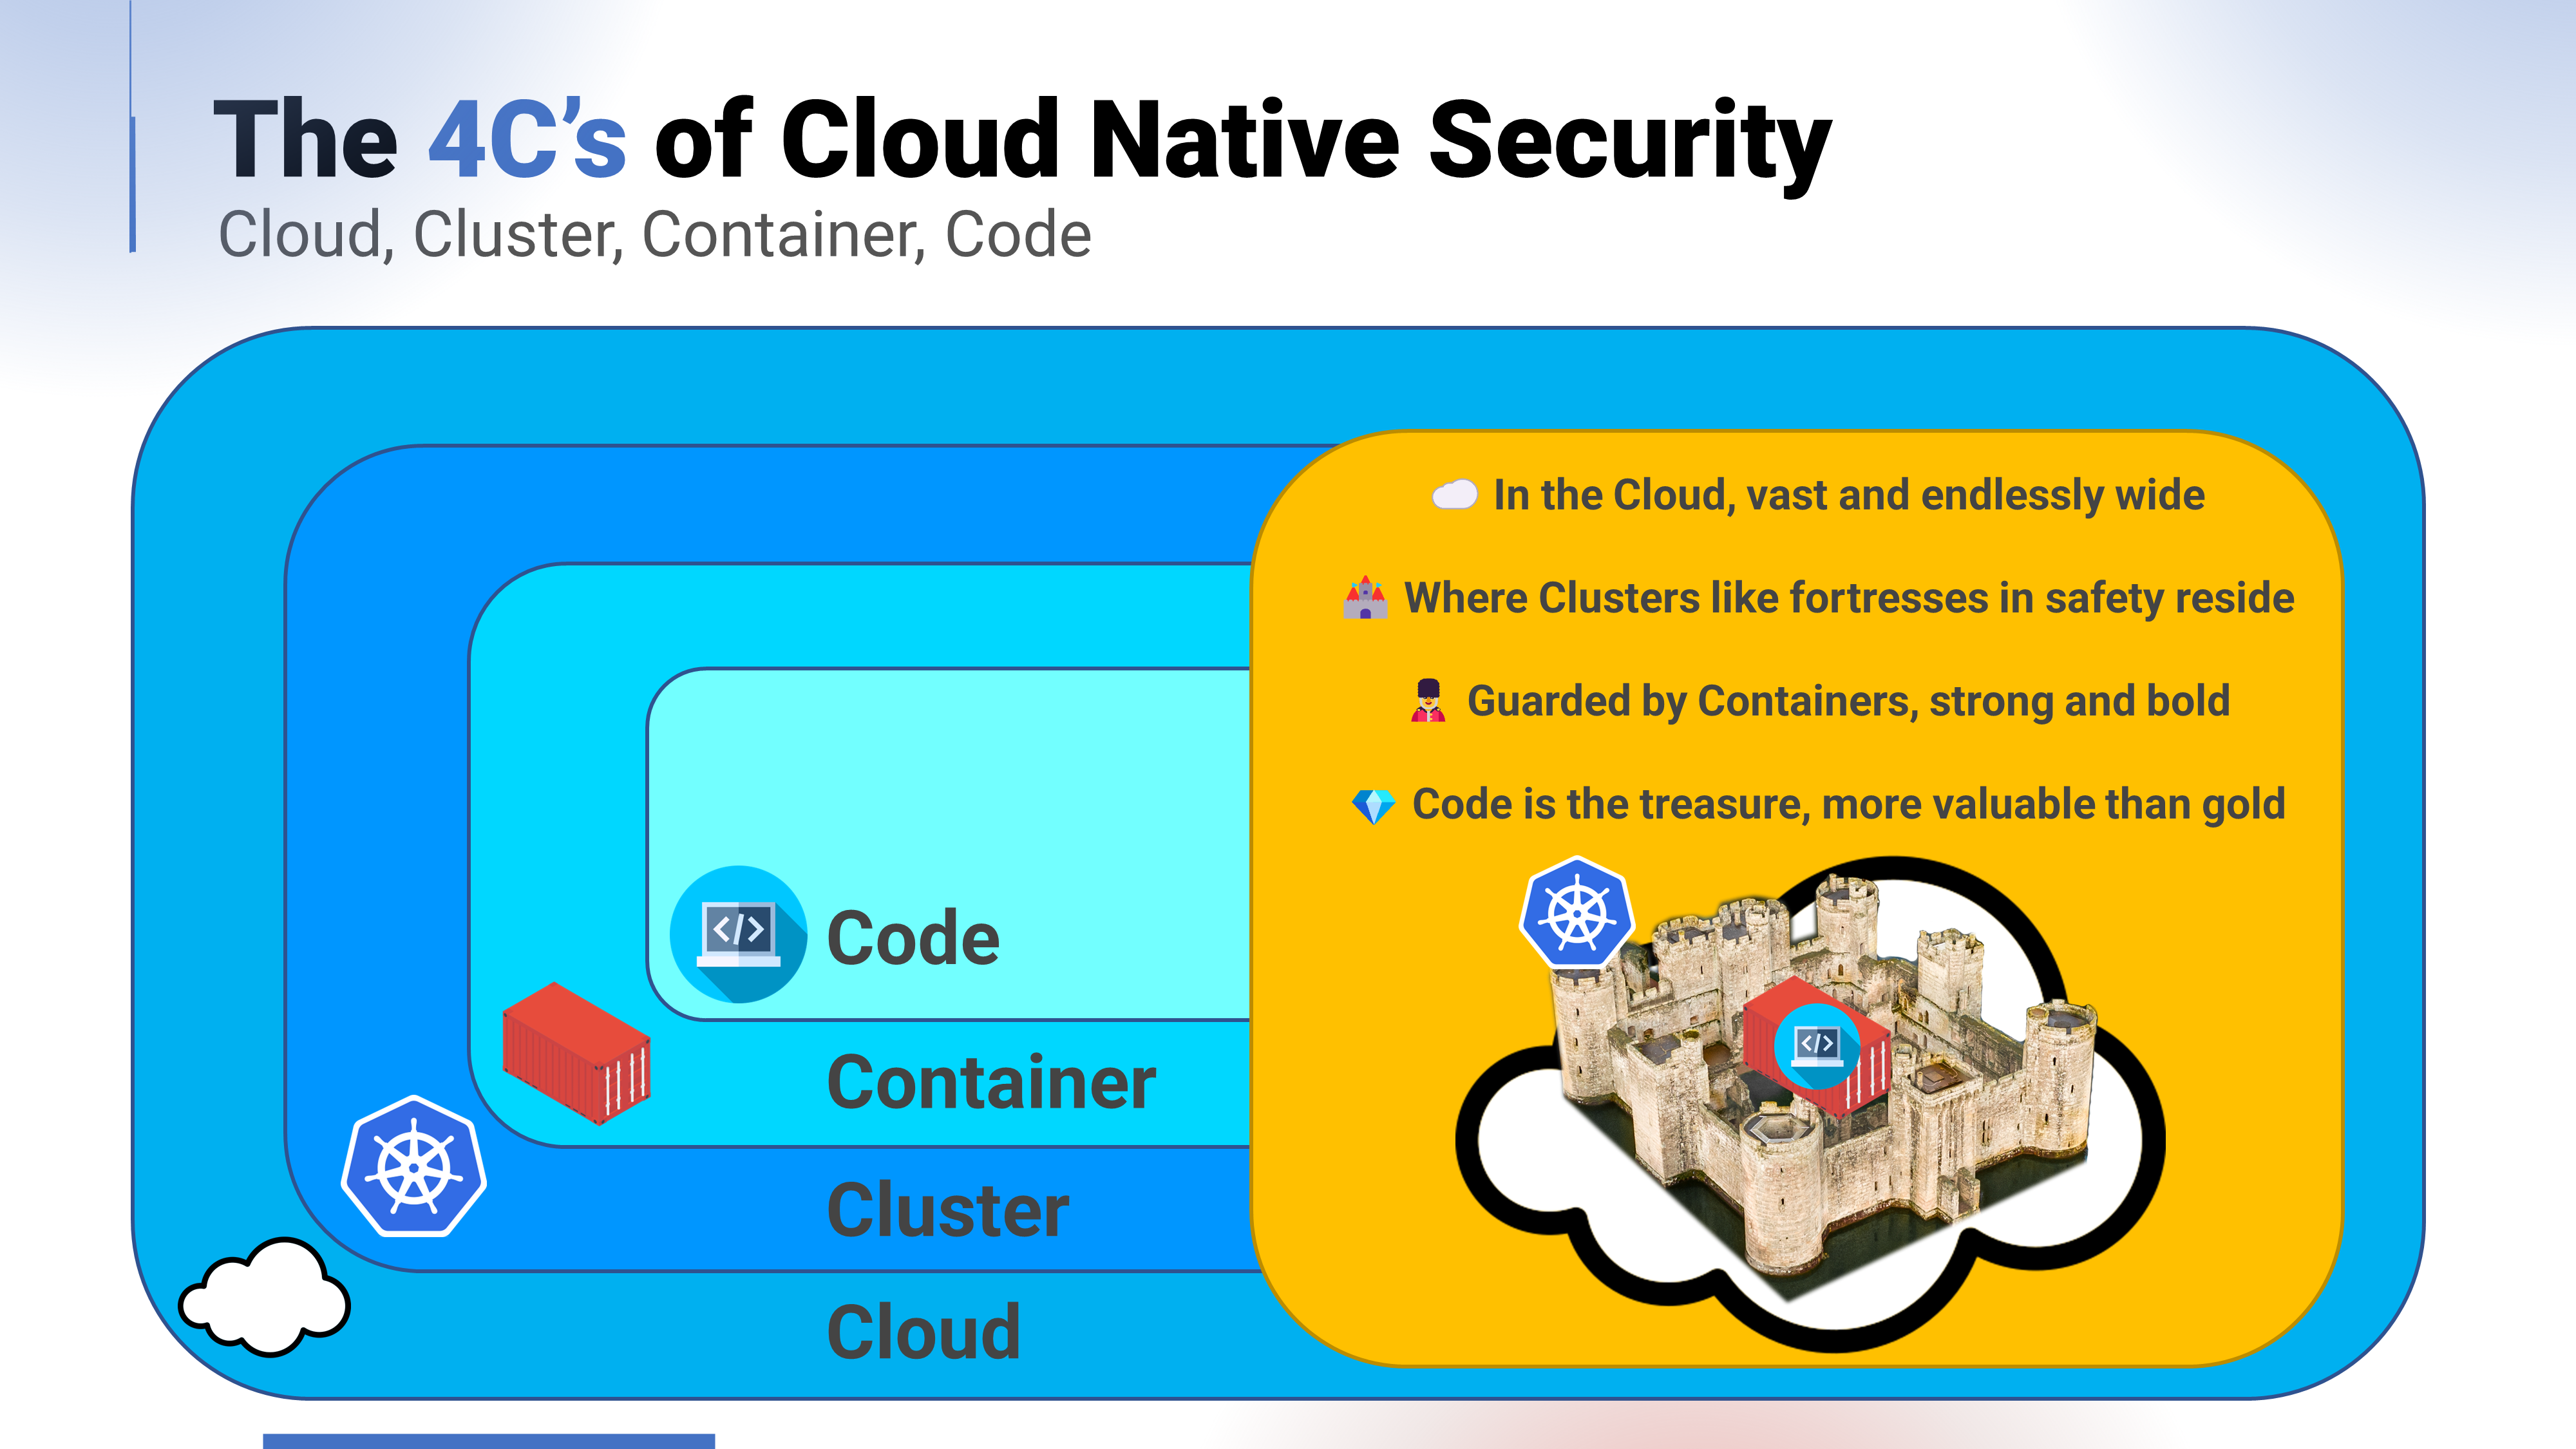 The 4C’s of Cloud Native Security
Cloud, Cluster, Container, Code
☁️ In the Cloud, vast and endlessly wide
🏰 Where Clusters like fortresses in safety reside
💂 Guarded by Containers, strong and bold
💎 Code is the treasure, more valuable than gold
</>
Code
Container
Cluster
Cloud
</>